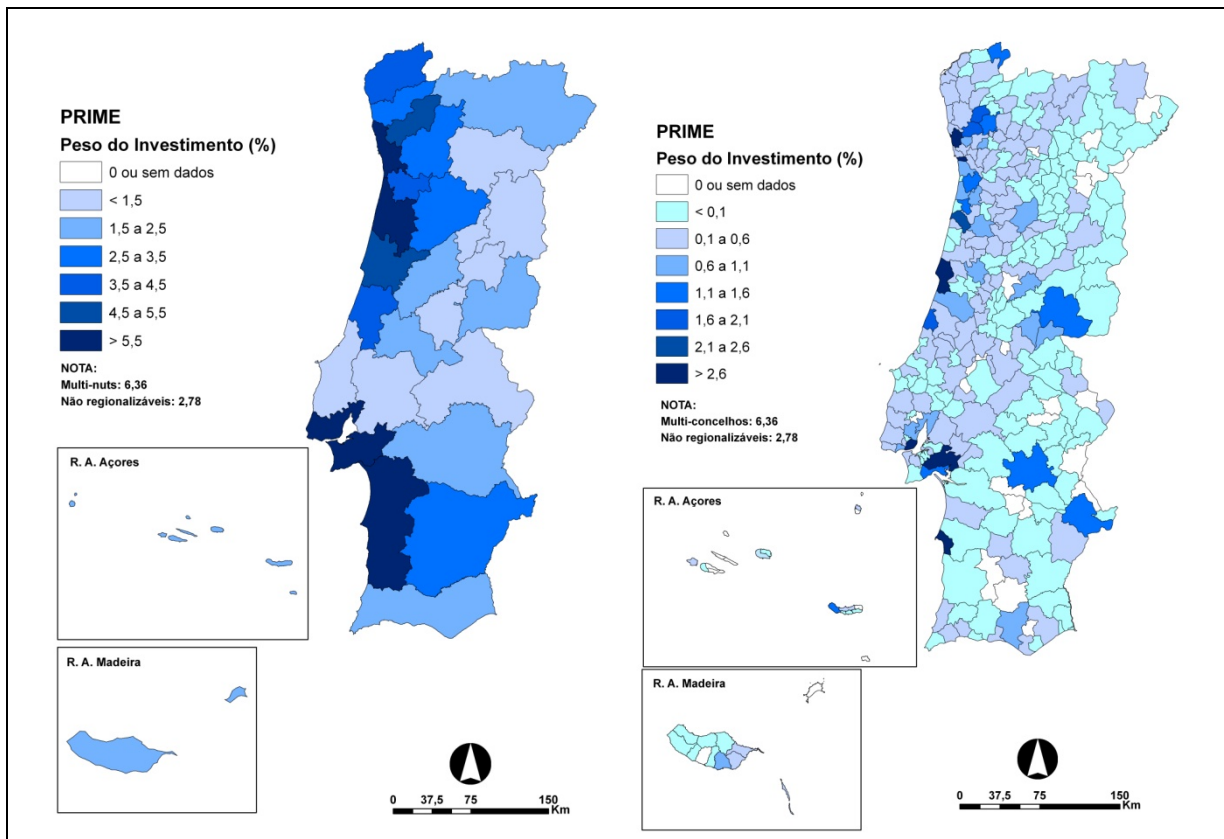 PRIME
Peso do Investimento (%)
0 ou sem dados
< 1,5
1,5 a 2,5
2,5 a 3,5
3,5 a 4,5
4,5 a 5,5
> 5,5
NOTA:
Multi-nuts: 6,36
Não regionalizáveis: 2,78
R. A. Açores
R. A. Madeira
0 37,5 75 150
Km
PRIME
Peso do Investimento (%)
0 ou sem dados
< 0,1
0,1 a 0,6
0,6 a 1,1
1,1 a 1,6
1,6 a 2,1
2,1 a 2,6
> 2,6
NOTA:
Multi-concelhos: 6,36
Não regionalizáveis: 2,78
R. A. Açores
R. A. Madeira
0 37,5 75 150
Km